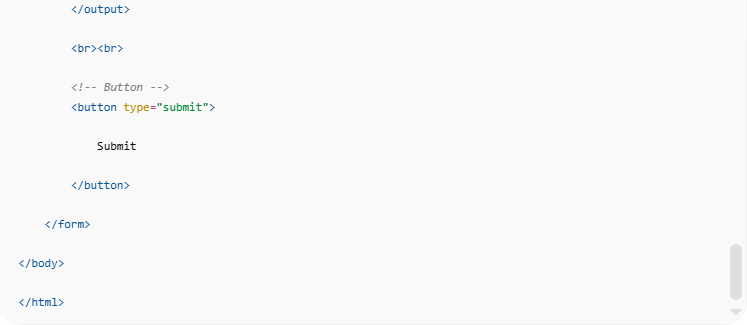 </output>
<br><br>
<!-- Button -->
<button type="submit">
Submit
</button>
</form>
</body>
</html>